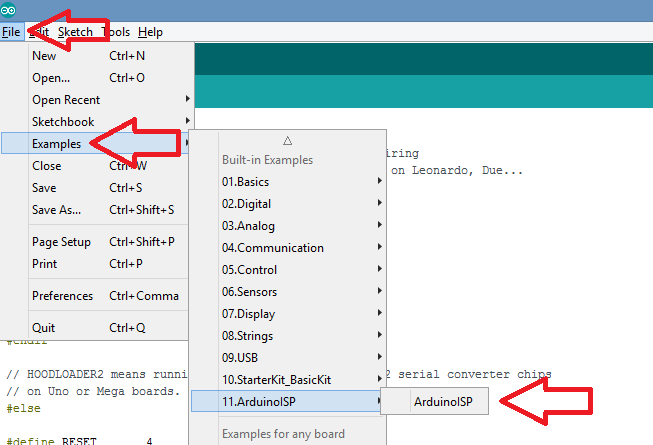 File Edit Sketch Tools Help
New Ctrl+N
Open... Ctrl+O
Open Recent
Sketchbook
Examples
Close Ctrl+W
Save Ctrl+S
Save As... Ctrl+Shift+S
Page Setup Ctrl+Shift+P
Print Ctrl+P
Preferences Ctrl+Comma
Quit Ctrl+Q
Built-in Examples
01.Basics
02.Digital
03.Analog
04.Communication
05.Control
06.Sensors
07.Display
08.Strings
09.USB
10.StarterKit_BasicKit
11.ArduinoISP
Examples for any board
ArduinoISP
iring
on Leonardo, Due...
#endif
// HOODLOADER2 means runni 2 serial converter chips
// on Uno or Mega boards.
#else
#define RESET 4